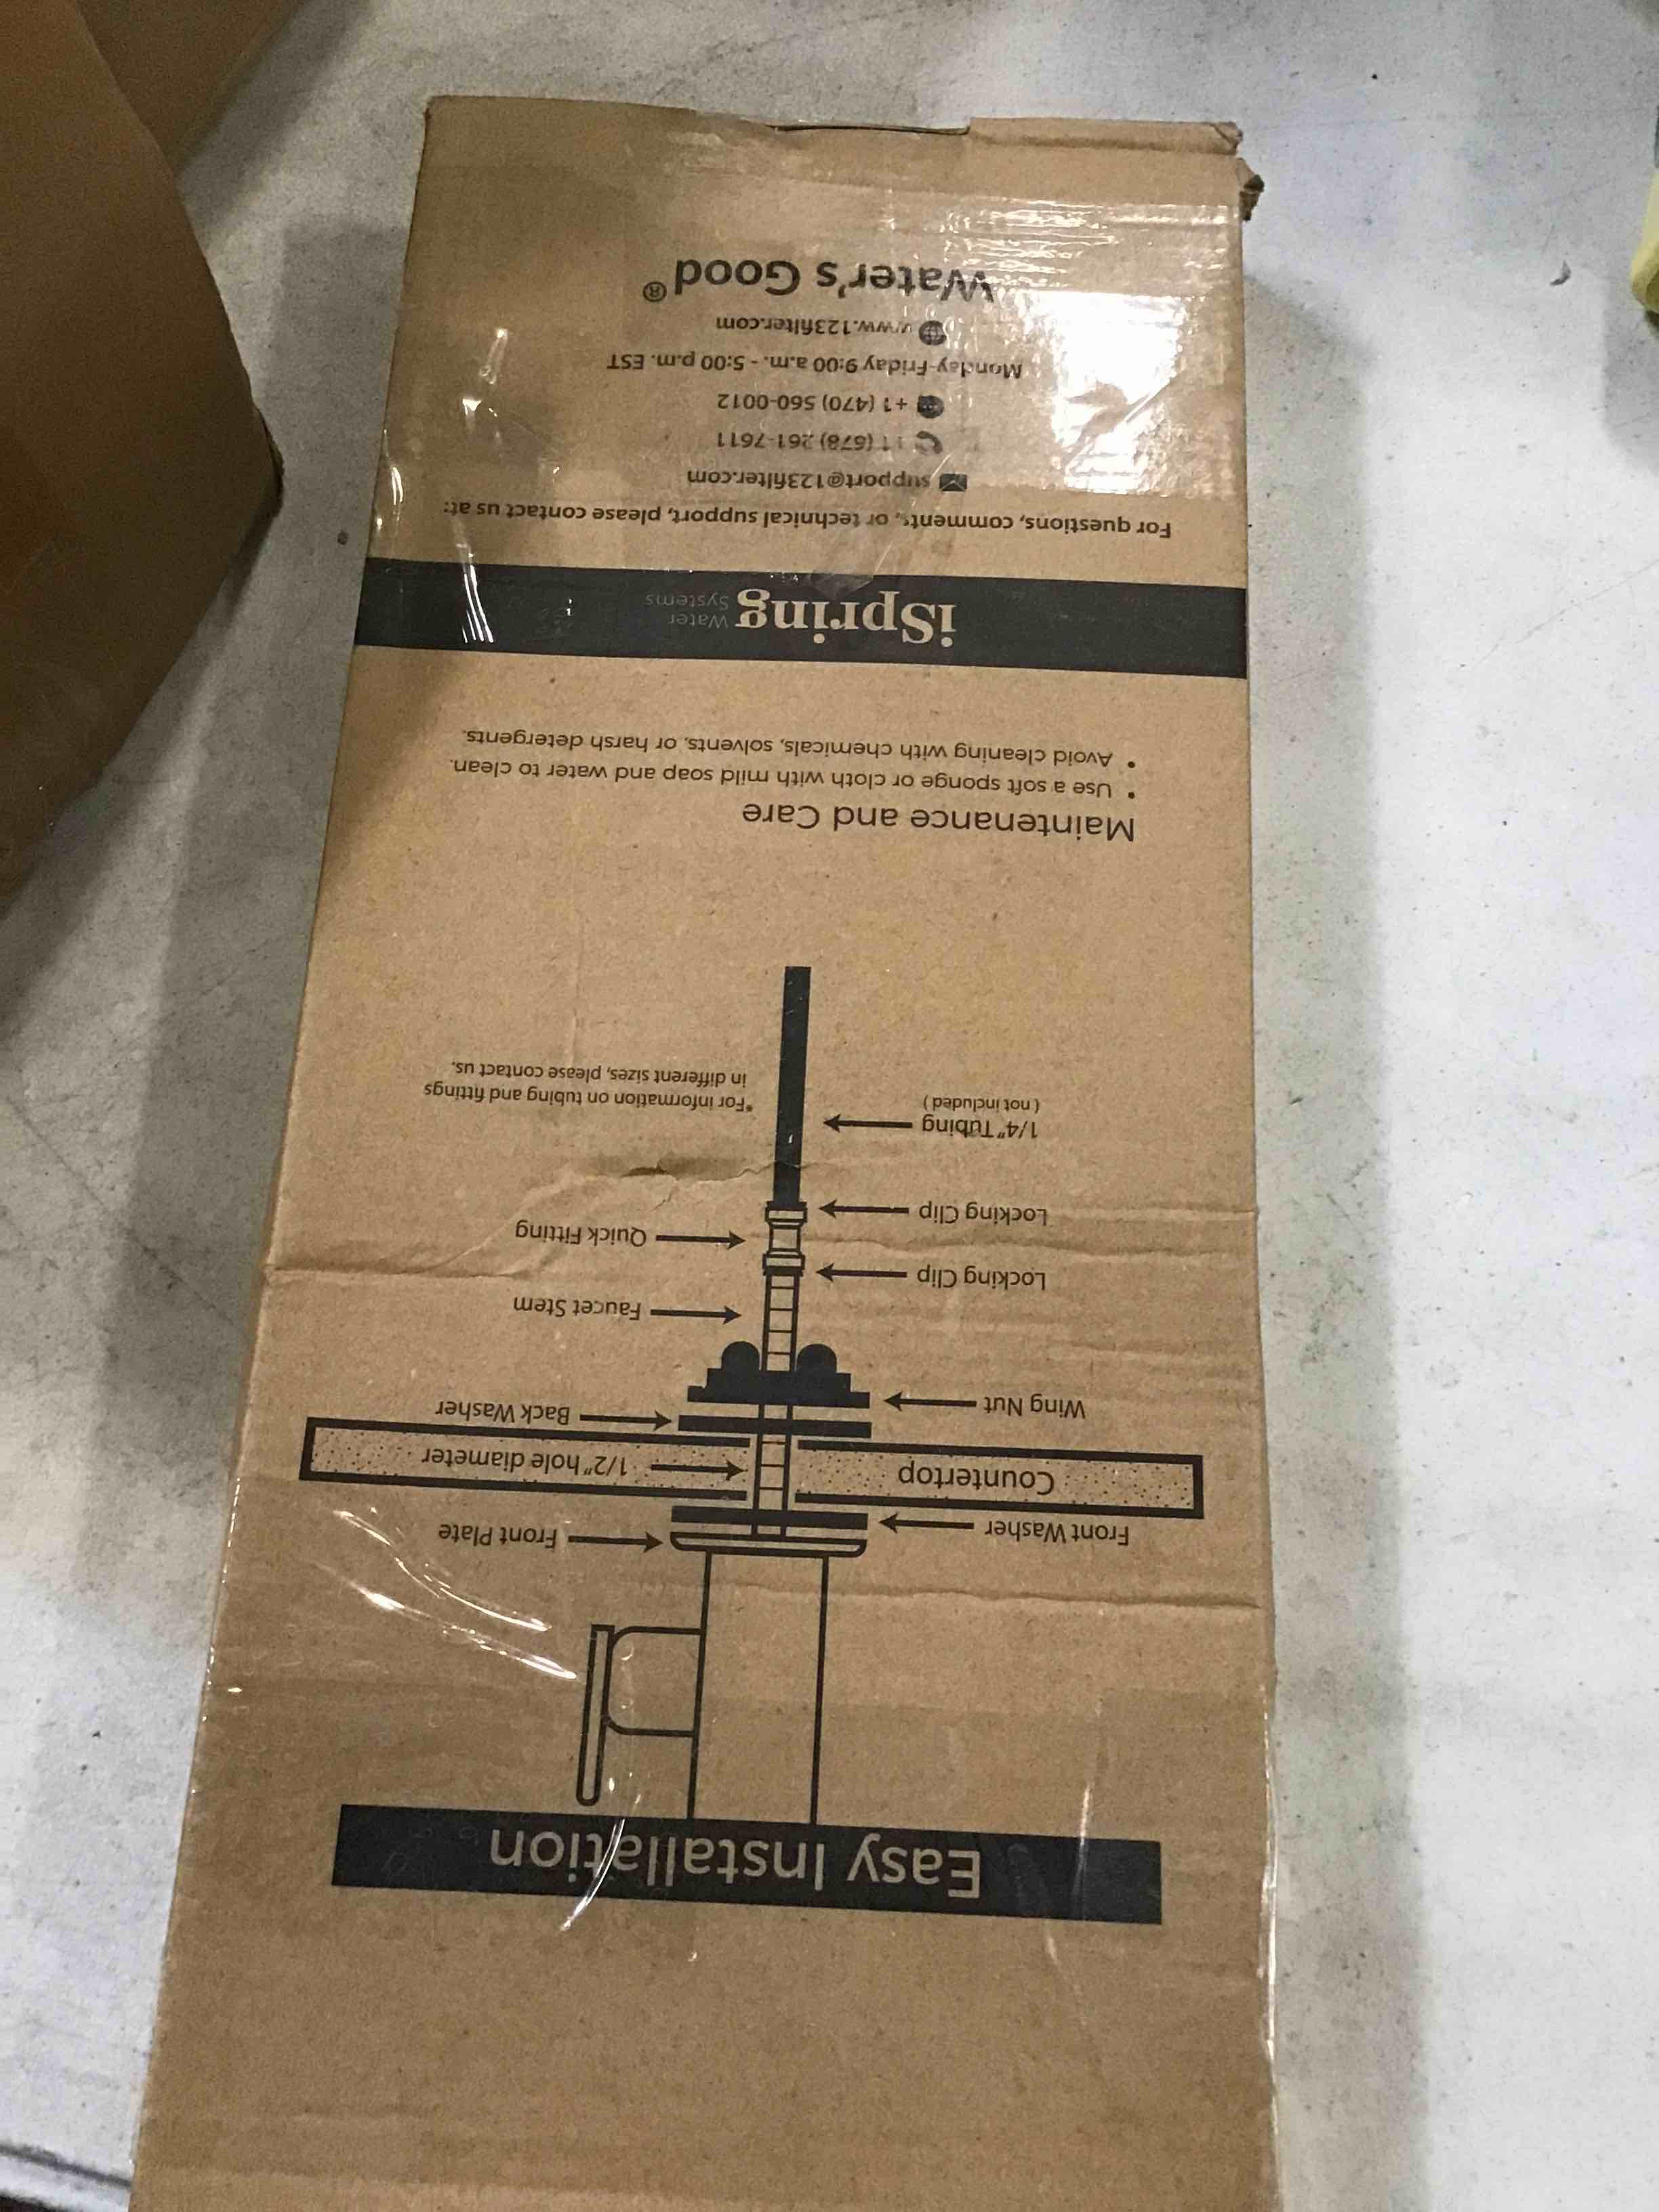 Easy Installation
Front Washer
Front Plate
Countertop
1/2" hole diameter
Wing Nut
Back Washer
Faucet Stem
Locking Clip
Quick Fitting
Locking Clip
1/4" Tubing
( not included )
*For information on tubing and fittings
in different sizes, please contact us.
Maintenance and Care
• Use a soft sponge or cloth with mild soap and water to clean.
• Avoid cleaning with chemicals, solvents, or harsh detergents.
iSpring
Water
Systems
For questions, comments, or technical support, please contact us at:
support@123filter.com
+1 (678) 261-7611
+1 (470) 560-0012
Monday-Friday 9:00 a.m. - 5:00 p.m. EST
www.123filter.com
Water's Good®